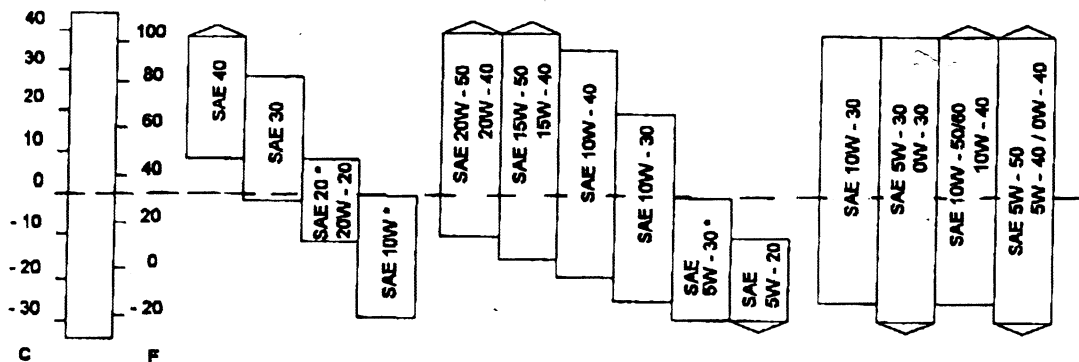 40
30
20
10
0
- 10
- 20
- 30
C
100
80
60
40
20
0
- 20
F
SAE 40
SAE 30
SAE 20 *
20W - 20
SAE 10W *
SAE 20W - 50
20W - 40
SAE 15W - 50
15W - 40
SAE 10W - 40
SAE 10W - 30
SAE
5W - 30 *
SAE
5W - 20
SAE 10W - 30
SAE 5W - 30
0W - 30
SAE 10W - 50/60
10W - 40
SAE 5W - 50
5W - 40 / 0W - 40